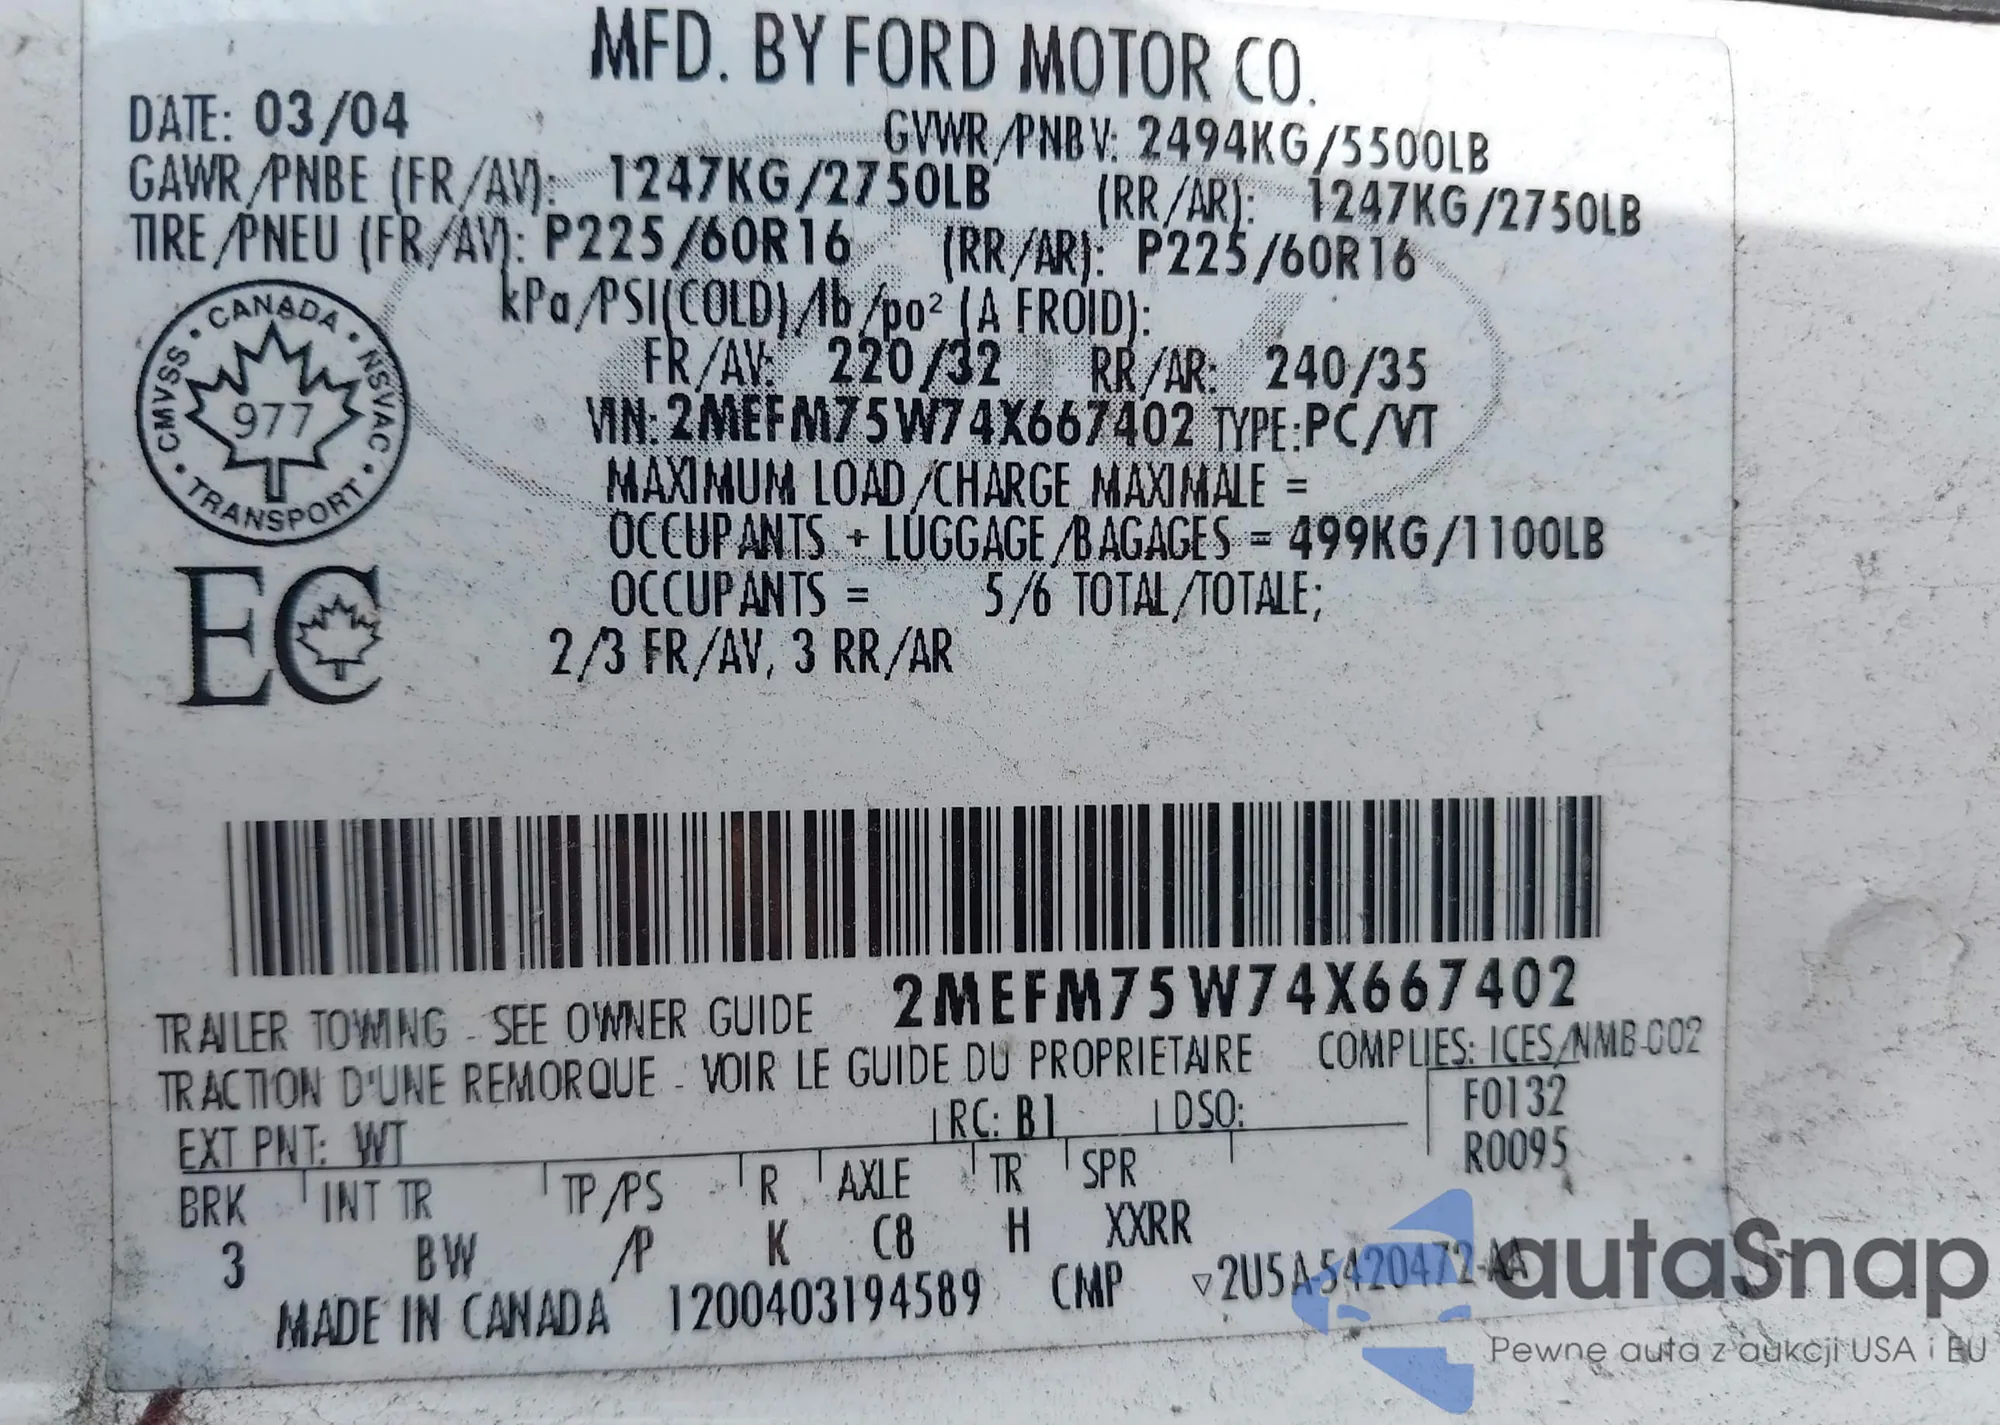 MFD. BY FORD MOTOR CO.
DATE: 03/04 GVWR/PNBV: 2494KG/5500LB
GAWR/PNBE (FR/AV): 1247KG/2750LB (RR/AR): 1247KG/2750LB
TIRE/PNEU (FR/AV): P225/60R16 (RR/AR): P225/60R16
kPa/PSI(COLD)/lb/po² (A FROID):
FR/AV: 220/32 RR/AR: 240/35
VIN: 2MEFM75W74X667402 TYPE: PC/VT
MAXIMUM LOAD/CHARGE MAXIMALE =
OCCUPANTS + LUGGAGE/BAGAGES = 499KG/1100LB
OCCUPANTS = 5/6 TOTAL/TOTALE;
2/3 FR/AV, 3 RR/AR
CANADA
CMVSS • NSVAC
977
TRANSPORT
EC
2MEFM75W74X667402
TRAILER TOWING - SEE OWNER GUIDE
TRACTION D'UNE REMORQUE - VOIR LE GUIDE DU PROPRIETAIRE COMPLIES: ICES/NMB-002
EXT PNT: WT RC: B1 DSO: F0132
R0095
BRK INT TR TP/PS R AXLE TR SPR
3 BW /P K C8 H XXRR
MADE IN CANADA 1200403194589 CMP ▽2U5A-5420472-AA
autaSnap
Pewne auta z aukcji USA i EU